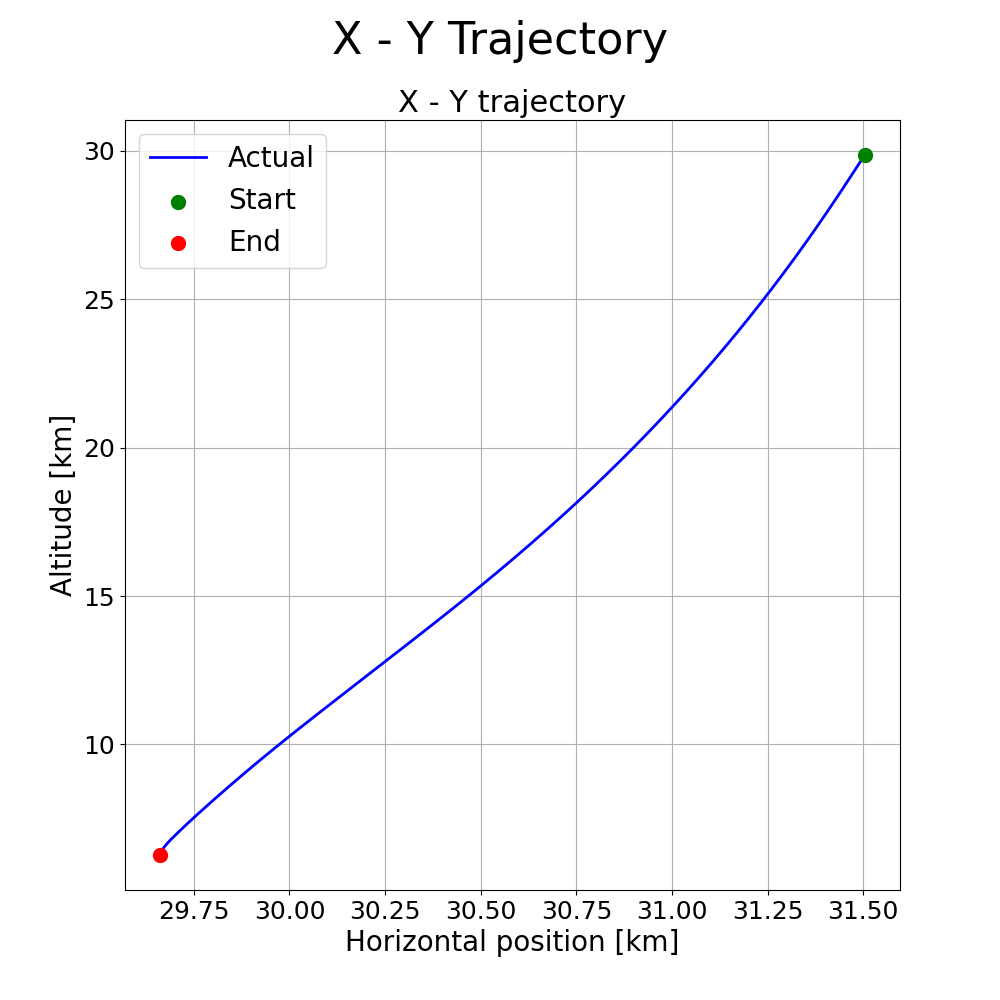 X - Y Trajectory
X - Y trajectory
Actual
Start
End
30
25
20
15
10
Altitude [km]
29.75 30.00 30.25 30.50 30.75 31.00 31.25 31.50
Horizontal position [km]